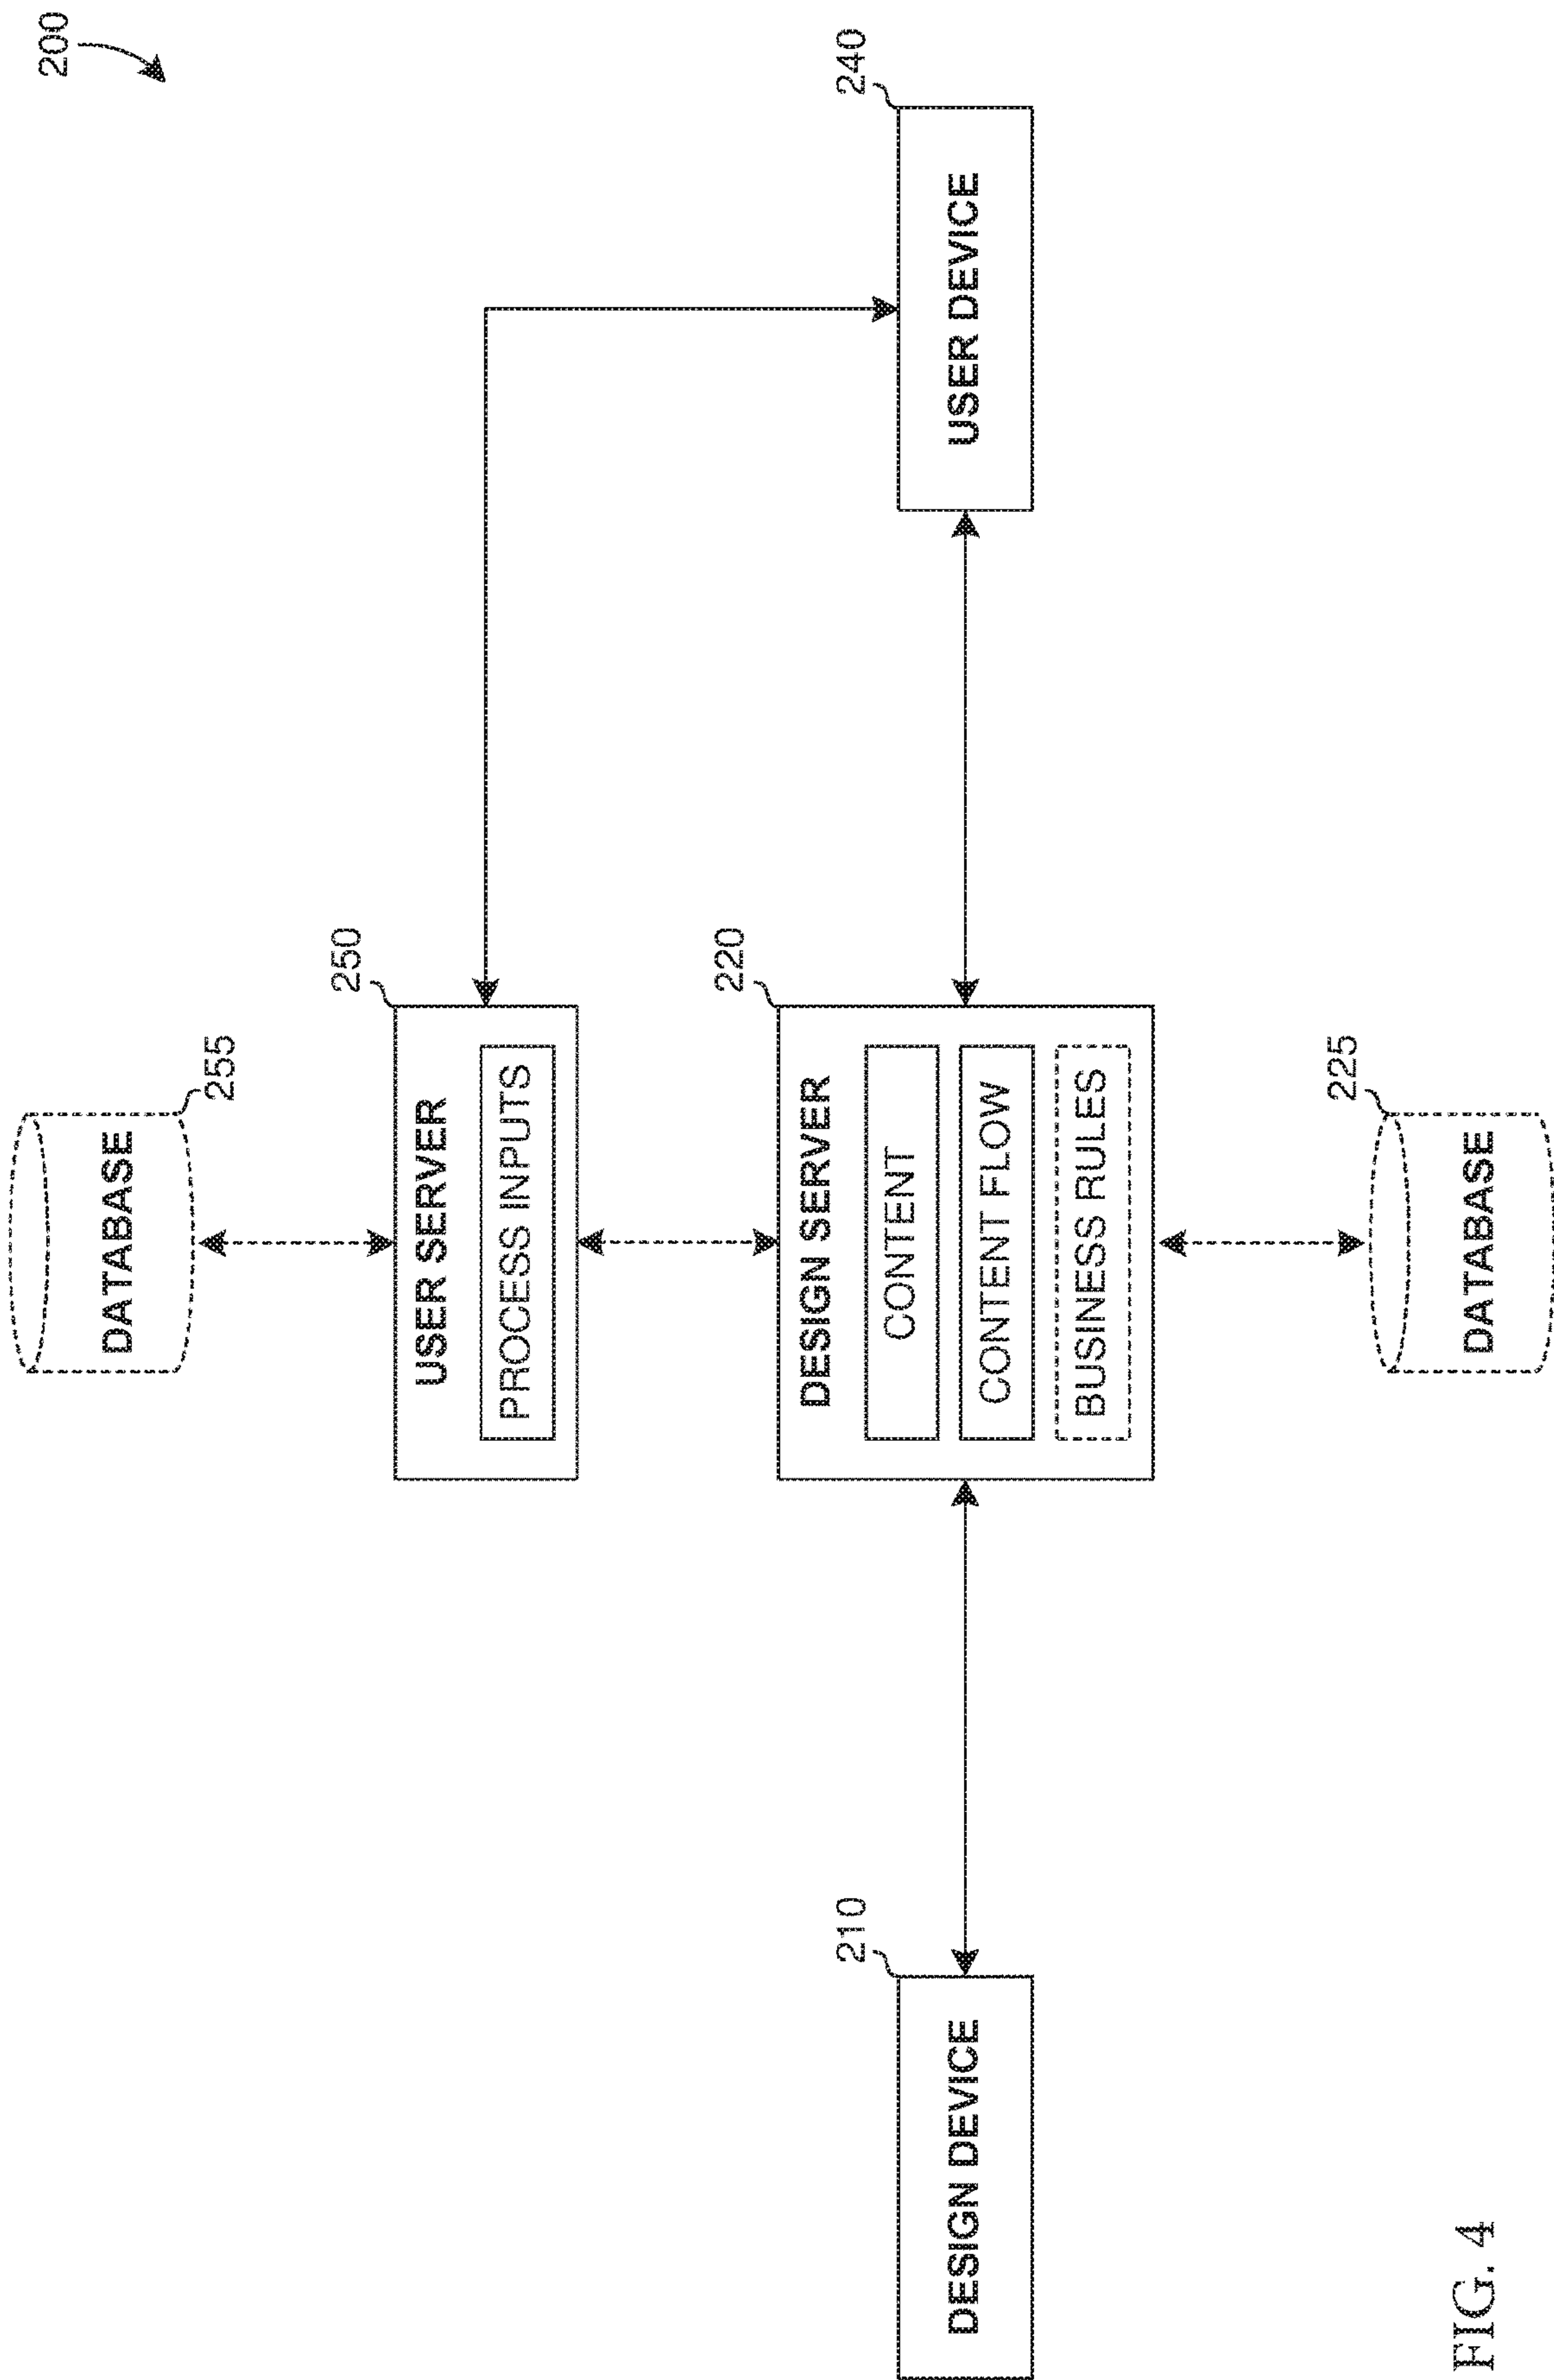 200
255
DATABASE
250
USER SERVER
PROCESS INPUTS
220
DESIGN SERVER
CONTENT
CONTENT FLOW
BUSINESS RULES
210
DESIGN DEVICE
240
USER DEVICE
225
DATABASE
FIG. 4